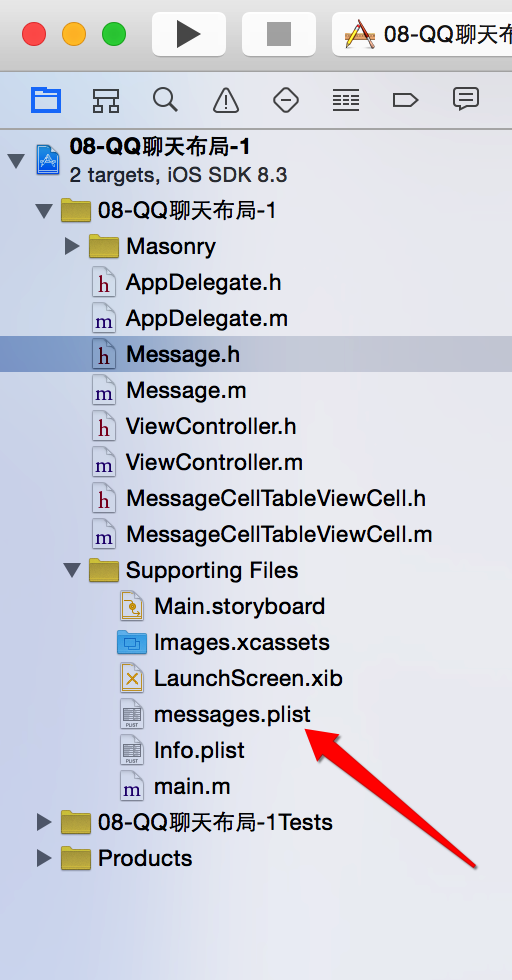 08-QQ聊天布
08-QQ聊天布局-1
2 targets, iOS SDK 8.3
08-QQ聊天布局-1
Masonry
h AppDelegate.h
m AppDelegate.m
h Message.h
m Message.m
h ViewController.h
m ViewController.m
h MessageCellTableViewCell.h
m MessageCellTableViewCell.m
Supporting Files
Main.storyboard
Images.xcassets
LaunchScreen.xib
PLIST messages.plist
PLIST Info.plist
m main.m
08-QQ聊天布局-1Tests
Products